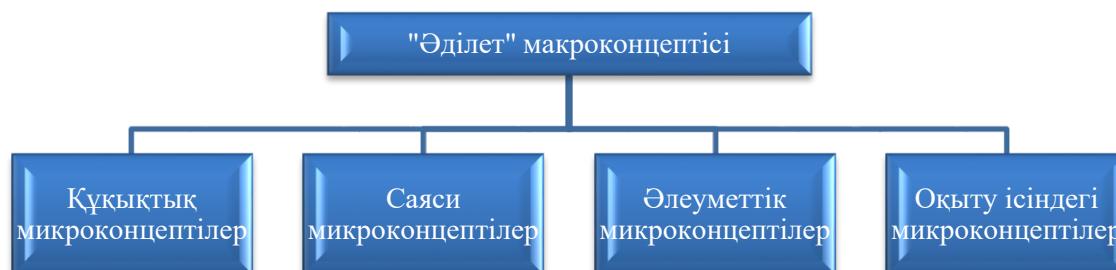 "Әділет" макроконцептісі
Құқықтық
микроконцептілер
Саяси
микроконцептілер
Әлеуметтік
микроконцептілер
Оқыту ісіндегі
микроконцептілер